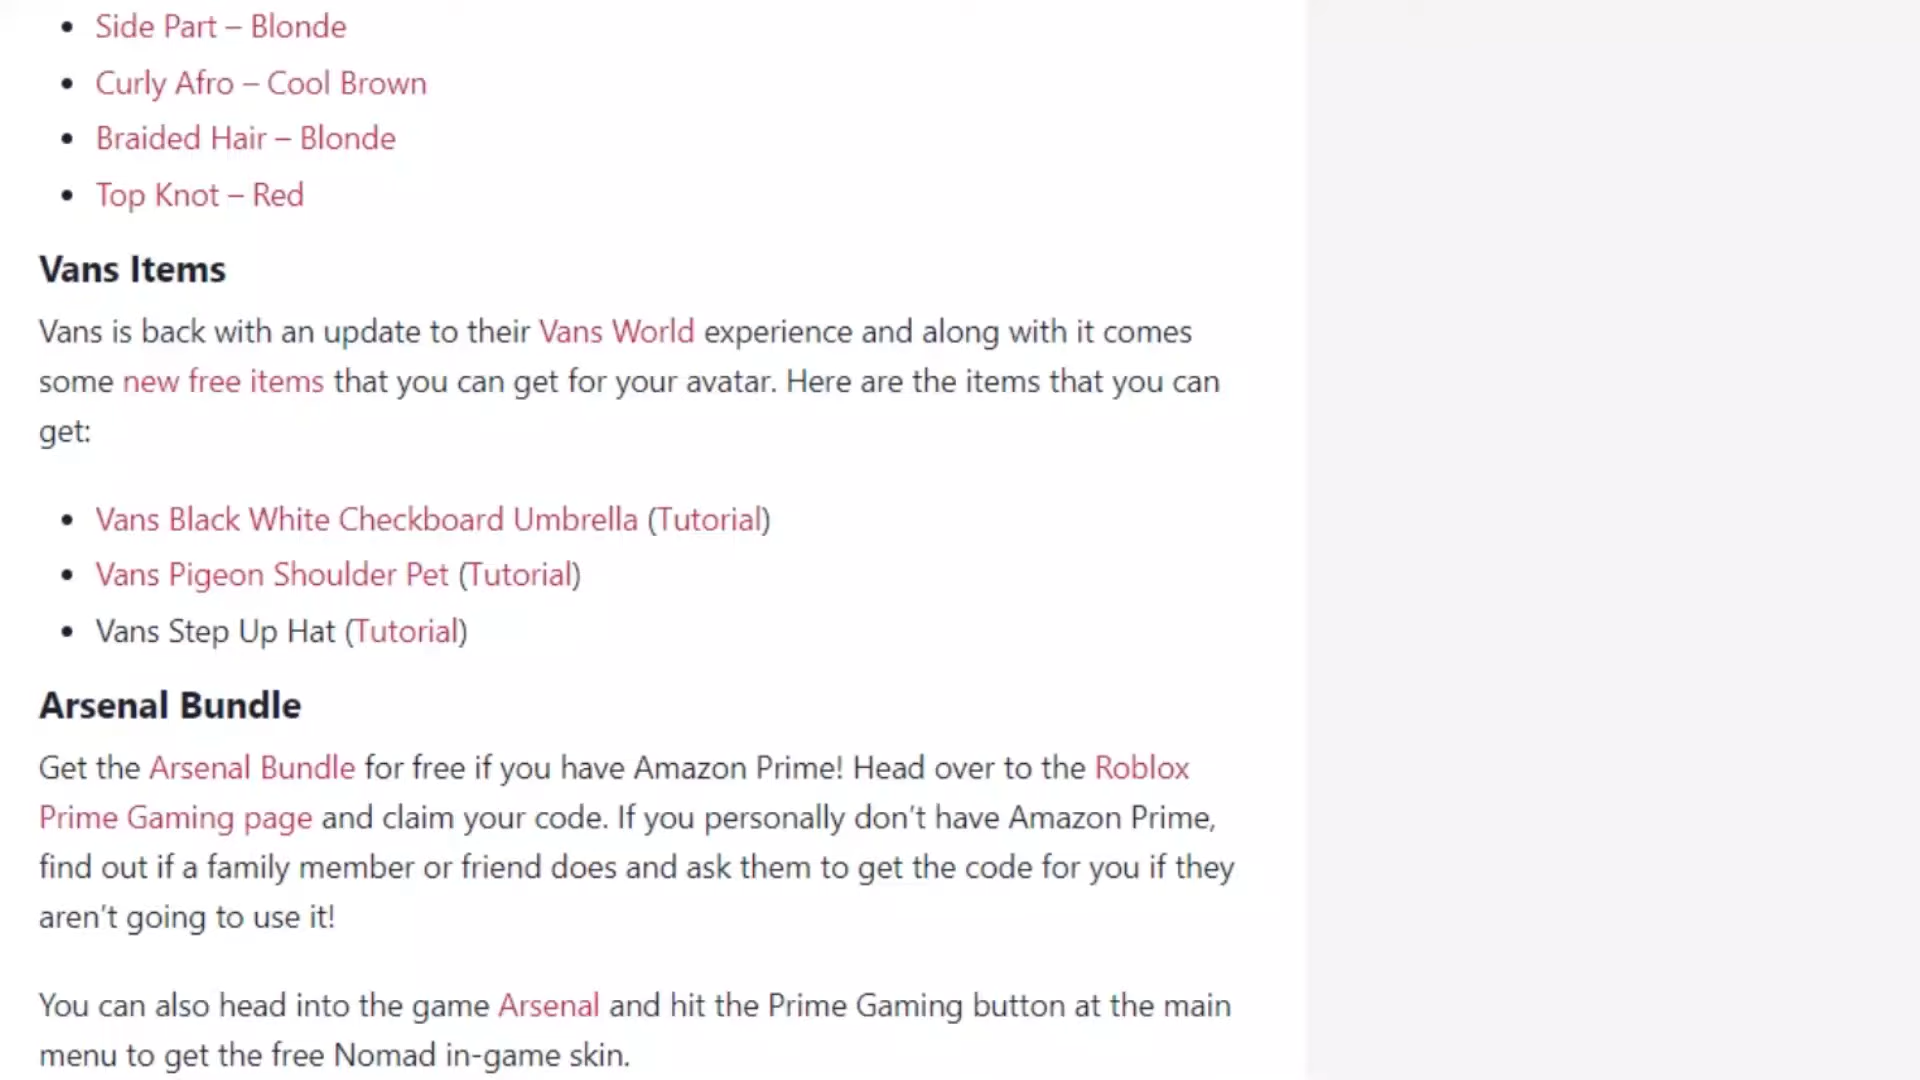 Side Part – Blonde
Curly Afro – Cool Brown
Braided Hair – Blonde
Top Knot – Red
Vans Items
Vans is back with an update to their Vans World experience and along with it comes
some new free items that you can get for your avatar. Here are the items that you can
get:
Vans Black White Checkboard Umbrella (Tutorial)
Vans Pigeon Shoulder Pet (Tutorial)
Vans Step Up Hat (Tutorial)
Arsenal Bundle
Get the Arsenal Bundle for free if you have Amazon Prime! Head over to the Roblox
Prime Gaming page and claim your code. If you personally don’t have Amazon Prime,
find out if a family member or friend does and ask them to get the code for you if they
aren’t going to use it!
You can also head into the game Arsenal and hit the Prime Gaming button at the main
menu to get the free Nomad in-game skin.